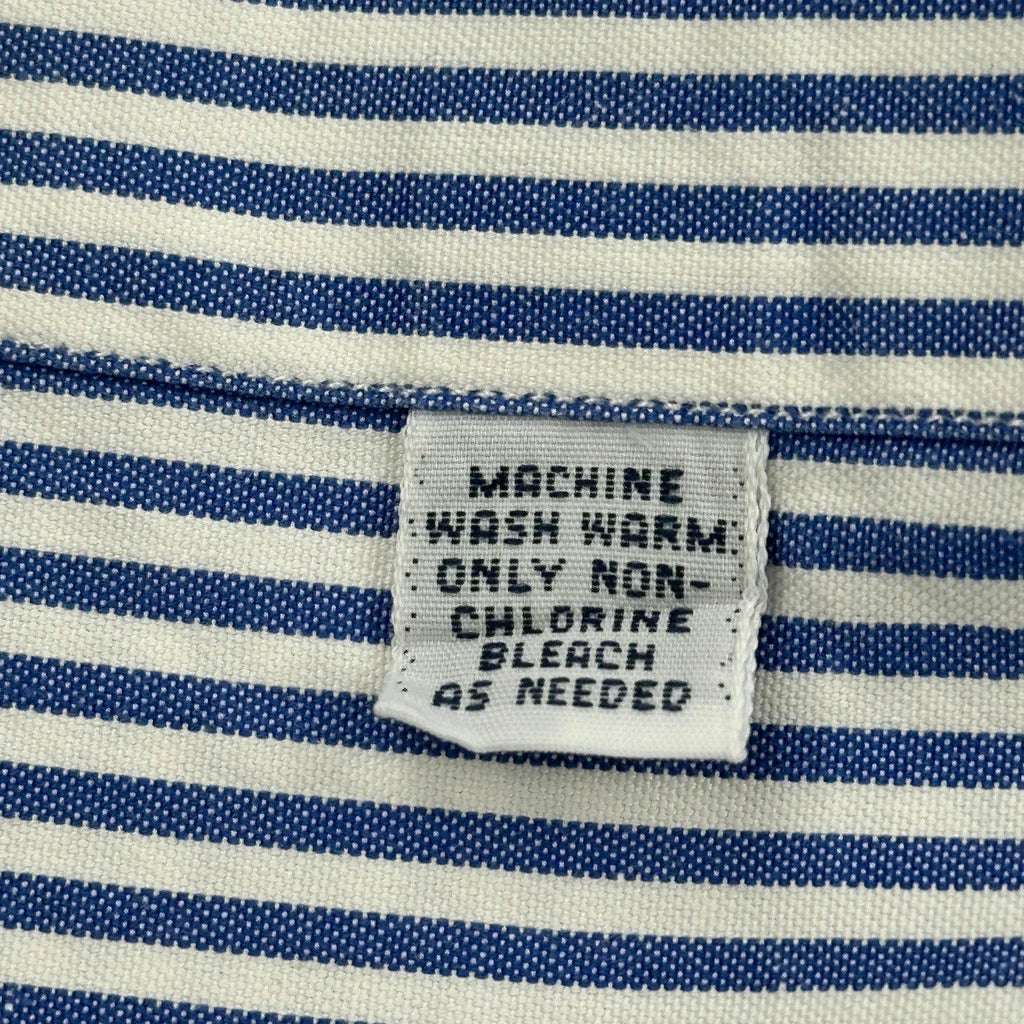 MACHINE
WASH WARM
ONLY NON-
CHLORINE
BLEACH
AS NEEDED